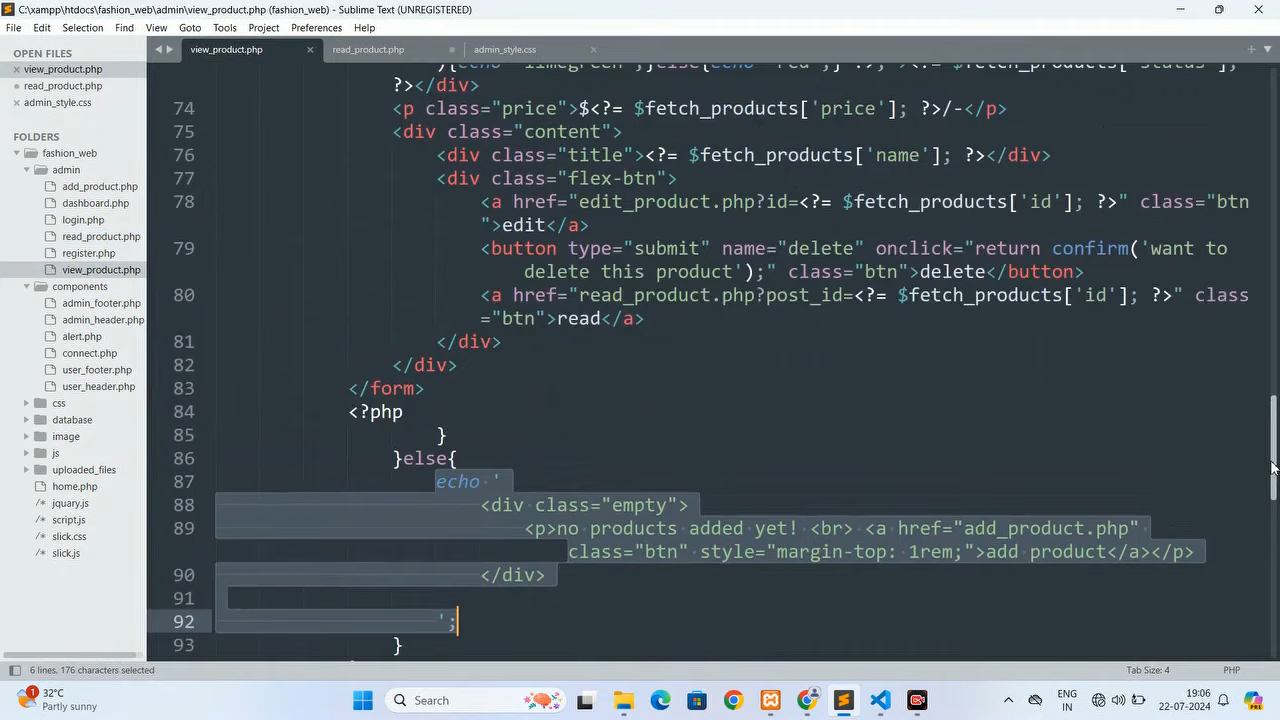 C:\xampp\htdocs\fashion_web\admin\view_product.php (fashion_web) - Sublime Text (UNREGISTERED)
File Edit Selection Find View Goto Tools Project Preferences Help
OPEN FILES
view_product.php
read_product.php
admin_style.css
FOLDERS
fashion_web
admin
add_product.php
dashboard.php
login.php
read_product.php
register.php
view_product.php
components
admin_footer.php
admin_header.php
alert.php
connect.php
user_footer.php
user_header.php
css
database
image
js
uploaded_files
home.php
jquary.js
script.js
slick.css
slick.js
view_product.php read_product.php admin_style.css
?></div>
74 <p class="price">$<?= $fetch_products['price']; ?>/-</p>
75 <div class="content">
76 <div class="title"><?= $fetch_products['name']; ?></div>
77 <div class="flex-btn">
78 <a href="edit_product.php?id=<?= $fetch_products['id']; ?>" class="btn
">edit</a>
79 <button type="submit" name="delete" onclick="return confirm('want to
delete this product');" class="btn">delete</button>
80 <a href="read_product.php?post_id=<?= $fetch_products['id']; ?>" class
="btn">read</a>
81 </div>
82 </div>
83 </form>
84 <?php
85 }
86 }else{
87 echo '
88 <div class="empty">
89 <p>no products added yet! <br> <a href="add_product.php"
class="btn" style="margin-top: 1rem;">add product</a></p>
90 </div>
91
92 ';
93 }
6 lines, 176 characters selected
Tab Size: 4 PHP
1
32°C
Partly sunny
Search
ENG
IN
19:06
22-07-2024
PRE